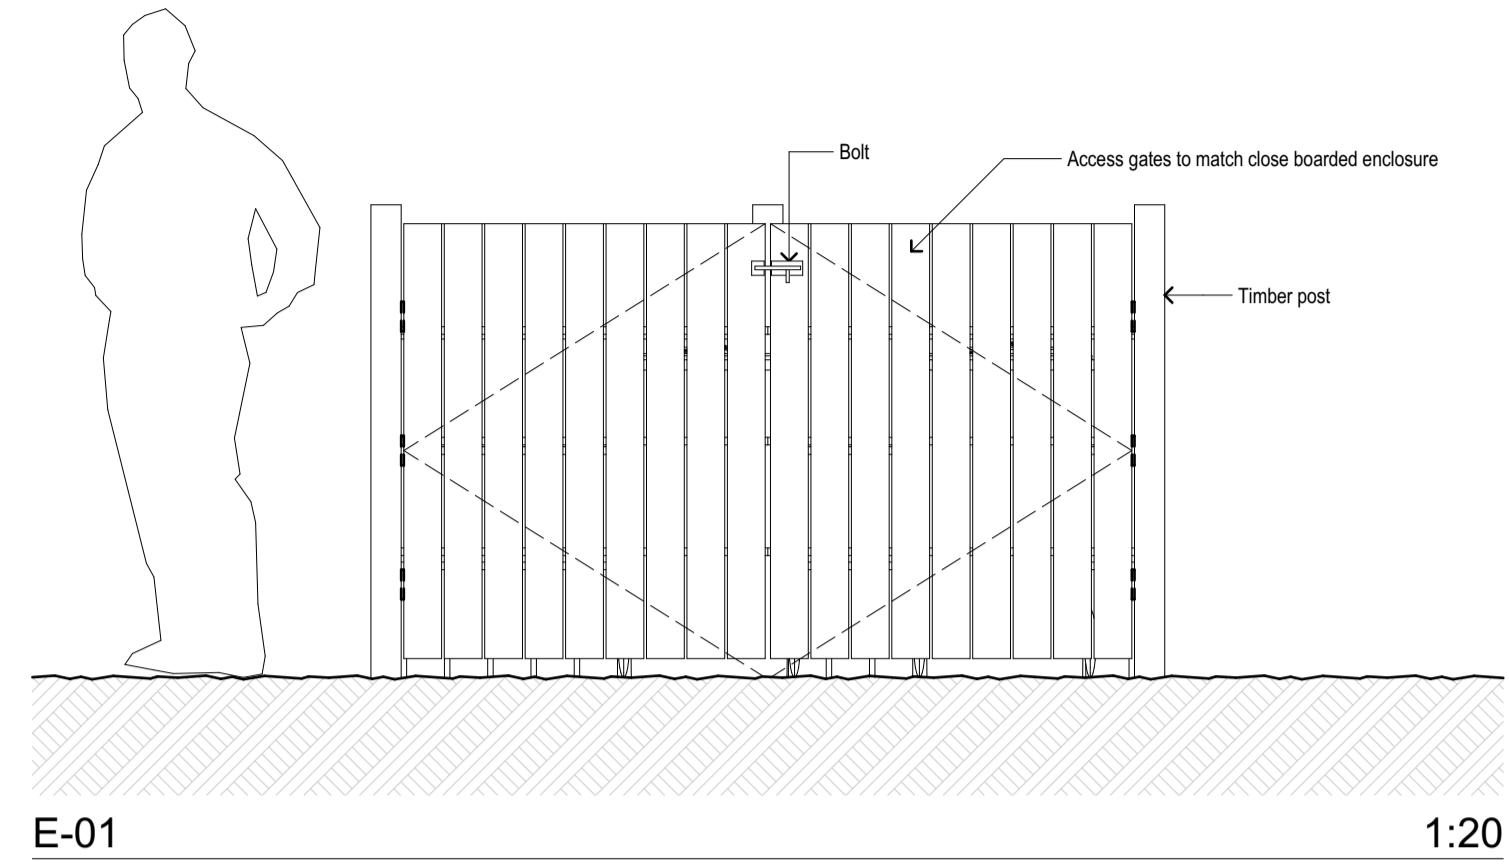 Bolt
Access gates to match close boarded enclosure
Timber post
E-01
1:20